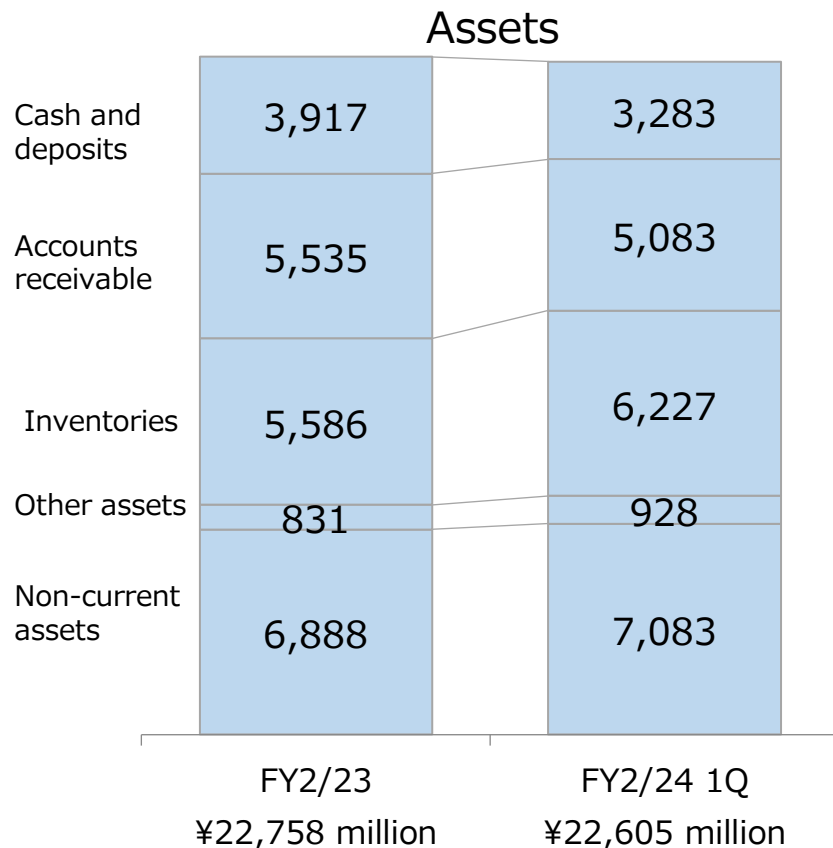 Assets
Cash and
deposits
3,917
3,283
Accounts
receivable
5,535
5,083
Inventories
5,586
6,227
Other assets
831
928
Non-current
assets
6,888
7,083
FY2/23
FY2/24 1Q
¥22,758 million
¥22,605 million